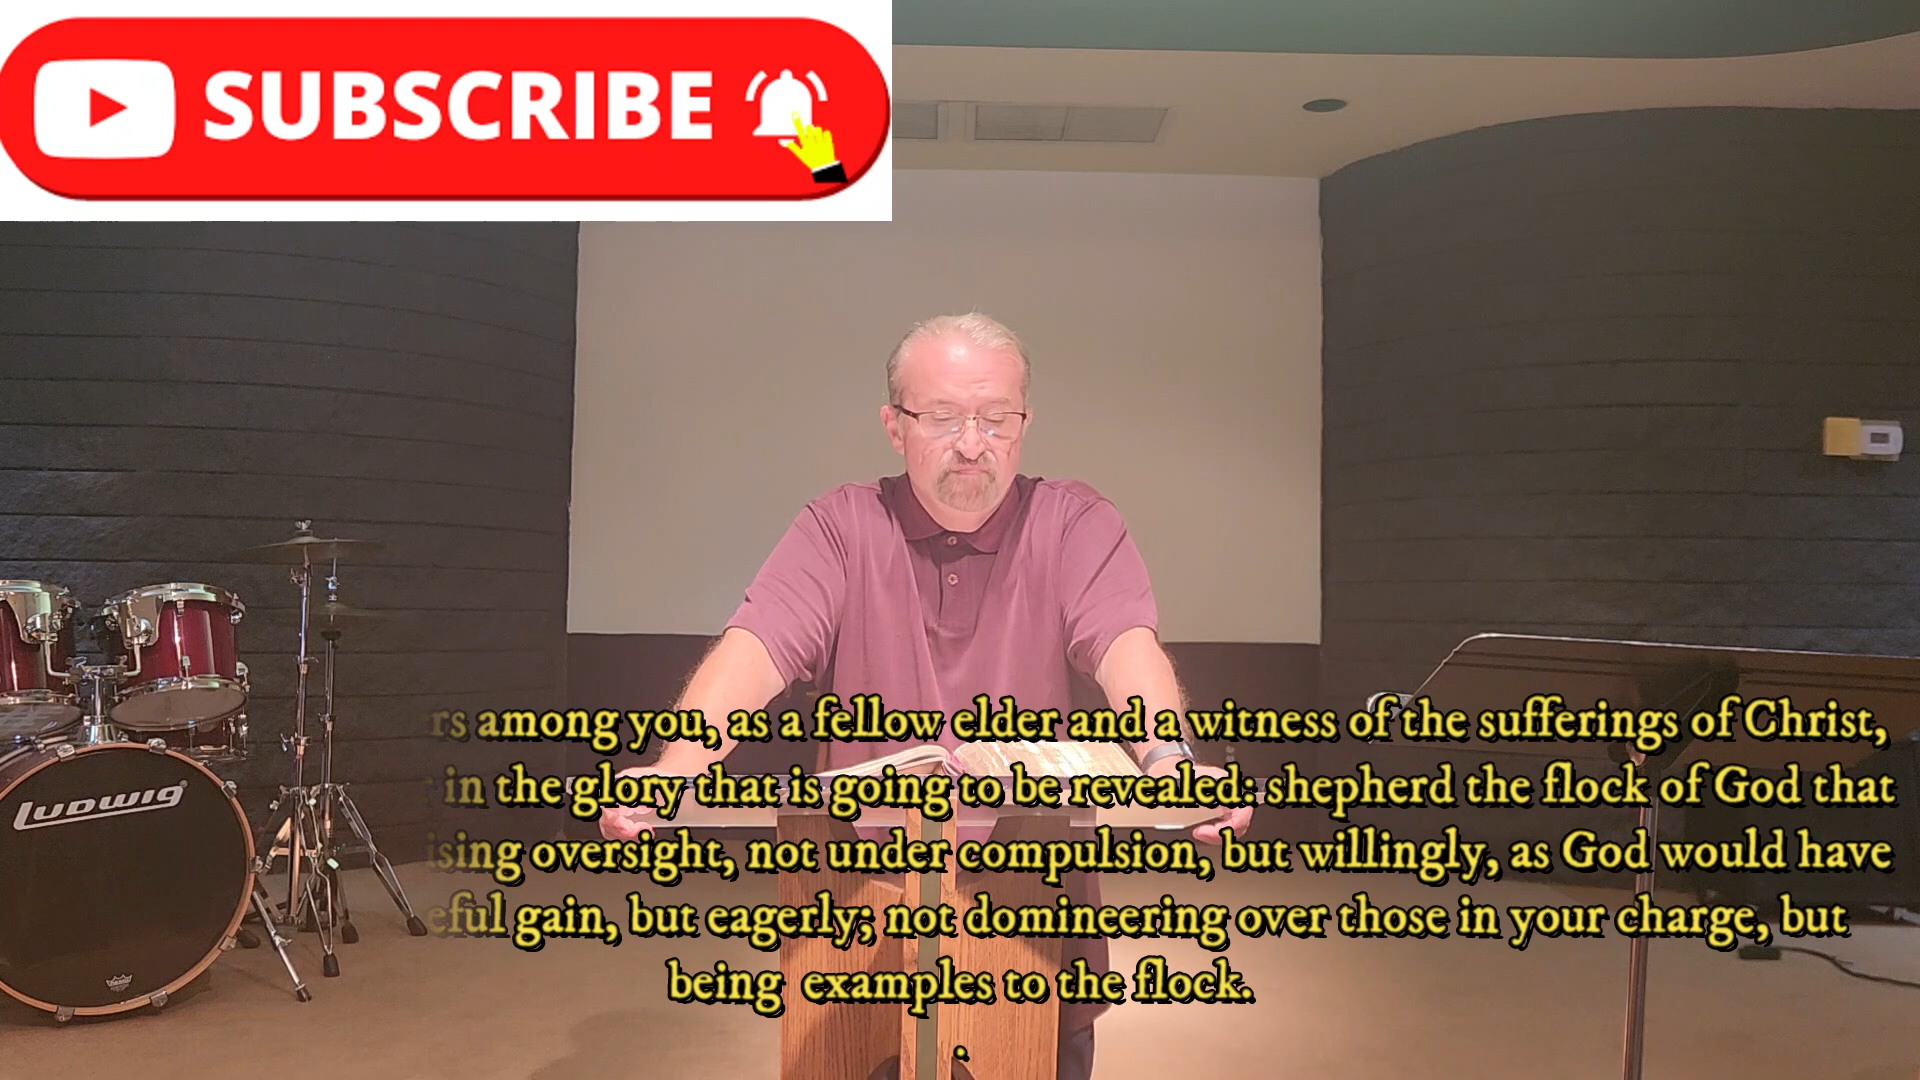 SUBSCRIBE
among you, as a fellow elder and a witness of the sufferings of Christ,
in the glory that is going to be revealed: shepherd the flock of God that
oversight, not under compulsion, but willingly, as God would have
gain, but eagerly; not domineering over those in your charge, but
being examples to the flock.
.
Ludwig